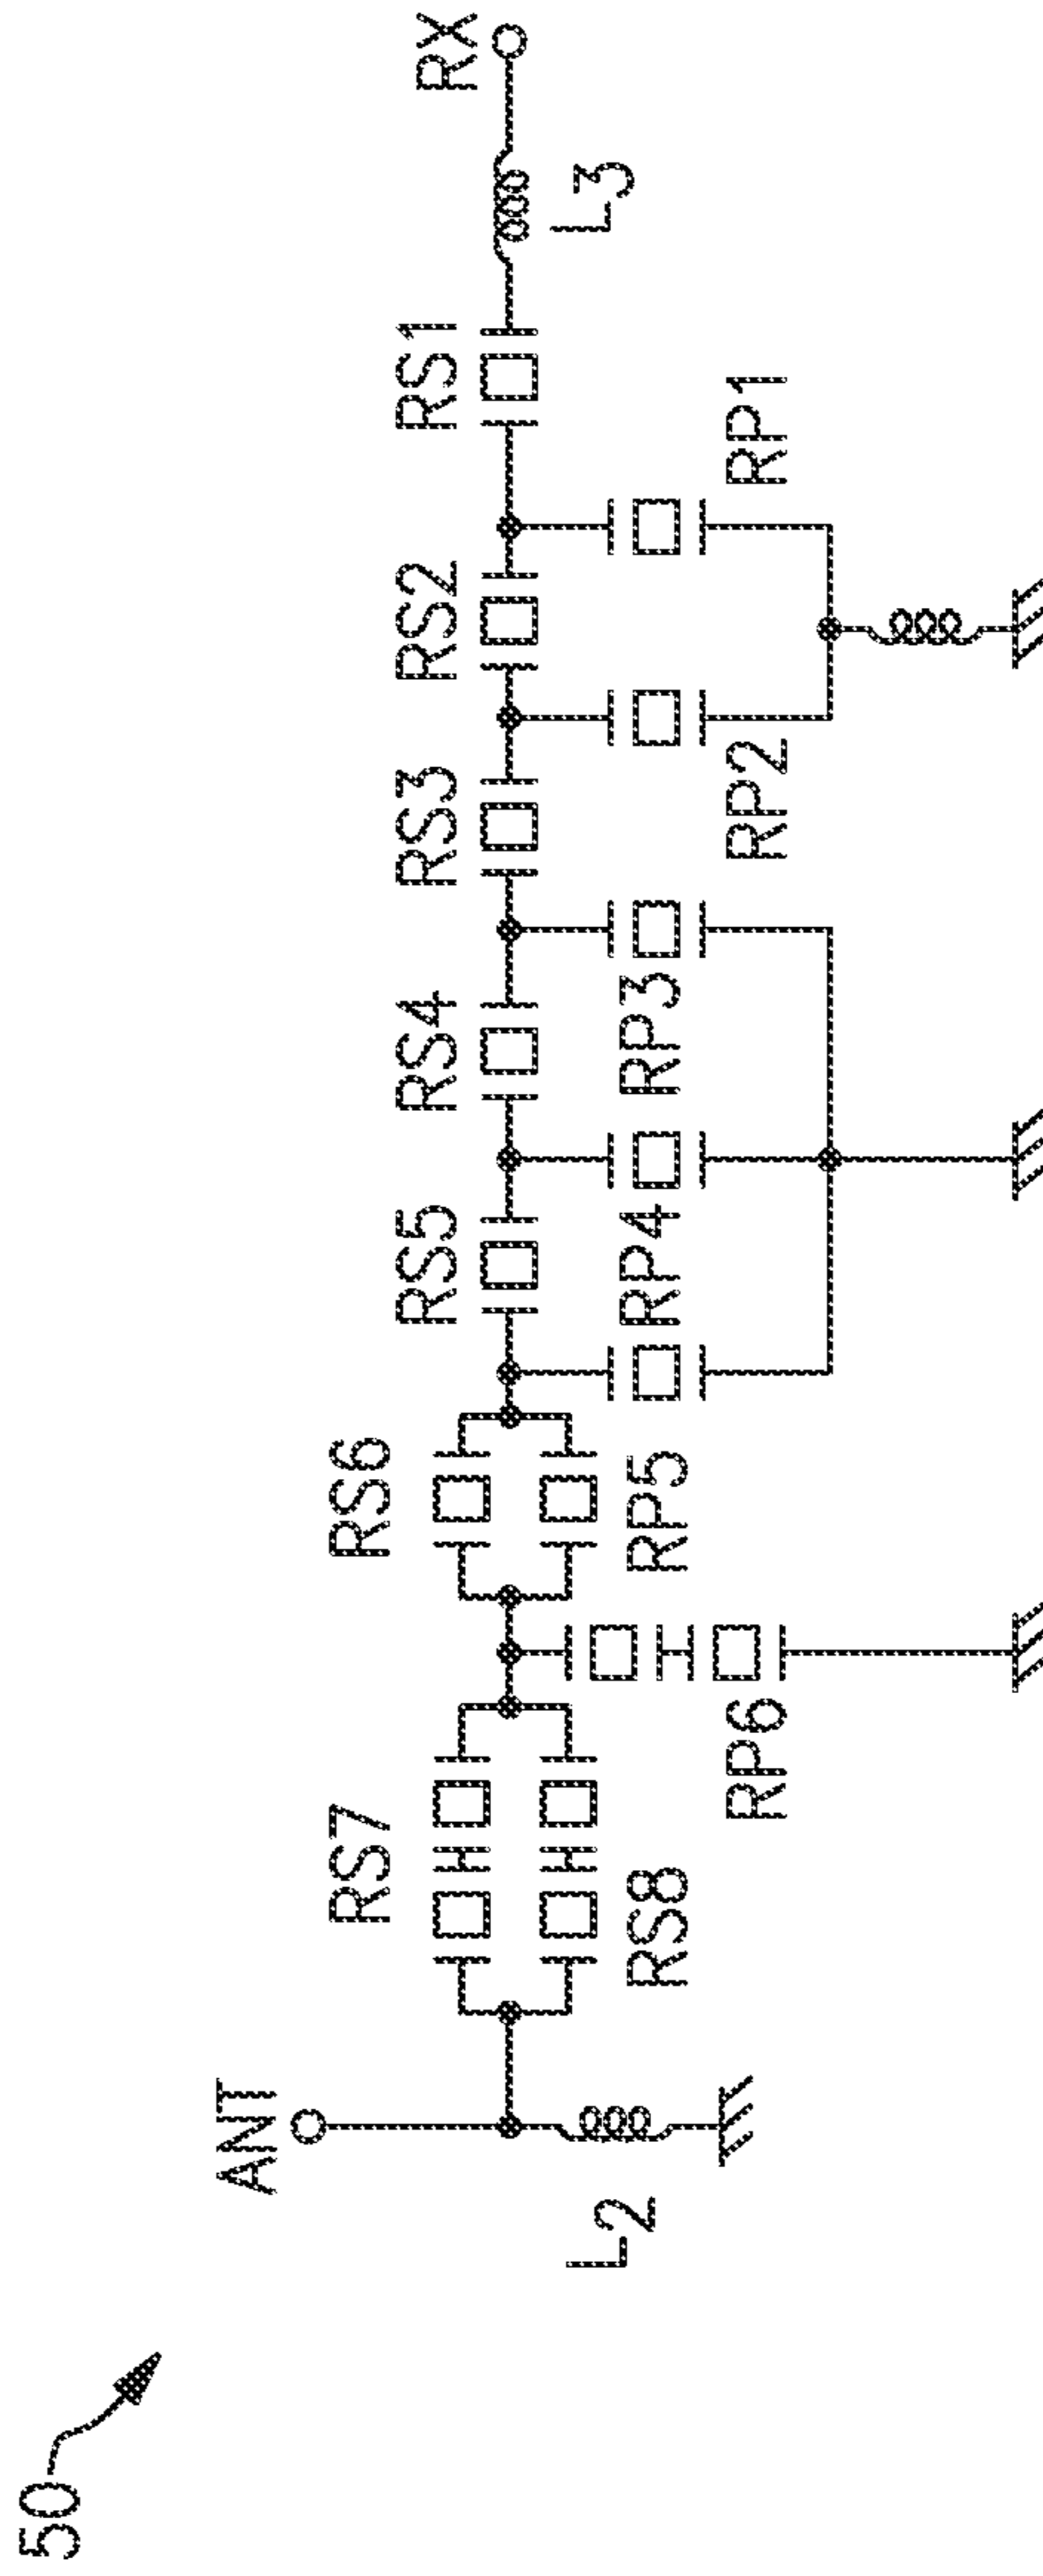 50
ANT
L2
RS7
RS8
RP6
RS6
RP5
RS5
RP4
RS4
RP3
RS3
RP2
RS2
RP1
RS1
L3
RX